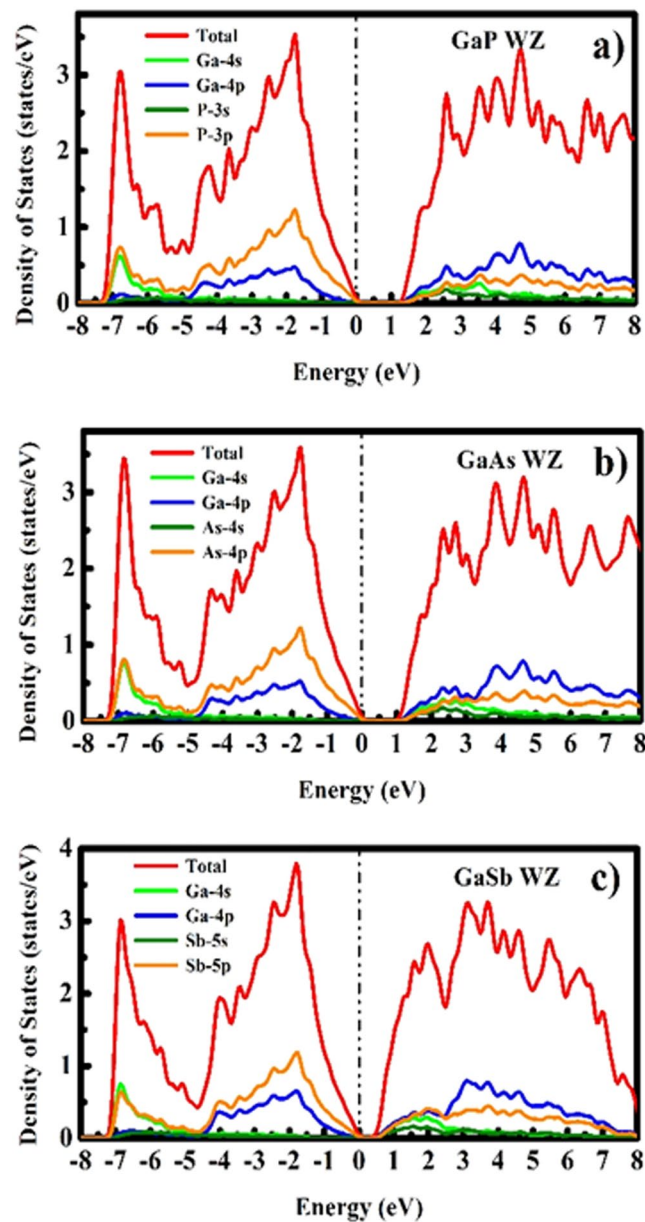 a)
GaP WZ
Total
Ga-4s
Ga-4p
P-3s
P-3p
Density of States (states/eV)
3
2
1
0
-8 -7 -6 -5 -4 -3 -2 -1 0 1 2 3 4 5 6 7 8
Energy (eV)
b)
GaAs WZ
Total
Ga-4s
Ga-4p
As-4s
As-4p
Density of States (states/eV)
3
2
1
0
-8 -7 -6 -5 -4 -3 -2 -1 0 1 2 3 4 5 6 7 8
Energy (eV)
c)
GaSb WZ
Total
Ga-4s
Ga-4p
Sb-5s
Sb-5p
Density of States (states/eV)
4
3
2
1
0
-8 -7 -6 -5 -4 -3 -2 -1 0 1 2 3 4 5 6 7 8
Energy (eV)